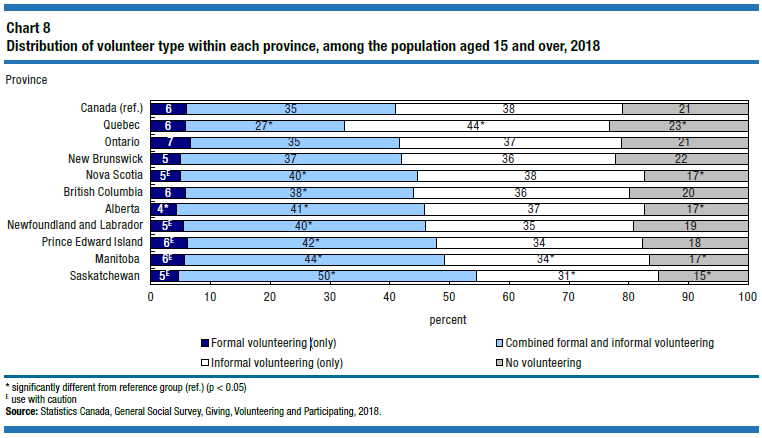 Chart 8
Distribution of volunteer type within each province, among the population aged 15 and over, 2018
Province
Canada (ref.) 6 35 38 21
Quebec 6 27* 44* 23*
Ontario 7 35 37 21
New Brunswick 5 37 36 22
Nova Scotia 5ᴱ 40* 38 17*
British Columbia 6 38* 36 20
Alberta 4* 41* 37 17*
Newfoundland and Labrador 5ᴱ 40* 35 19
Prince Edward Island 6ᴱ 42* 34 18
Manitoba 6ᴱ 44* 34* 17*
Saskatchewan 5ᴱ 50* 31* 15*
0 10 20 30 40 50 60 70 80 90 100
percent
Formal volunteering (only) Combined formal and informal volunteering
Informal volunteering (only) No volunteering
* significantly different from reference group (ref.) (p < 0.05)
ᴱ use with caution
Source: Statistics Canada, General Social Survey, Giving, Volunteering and Participating, 2018.